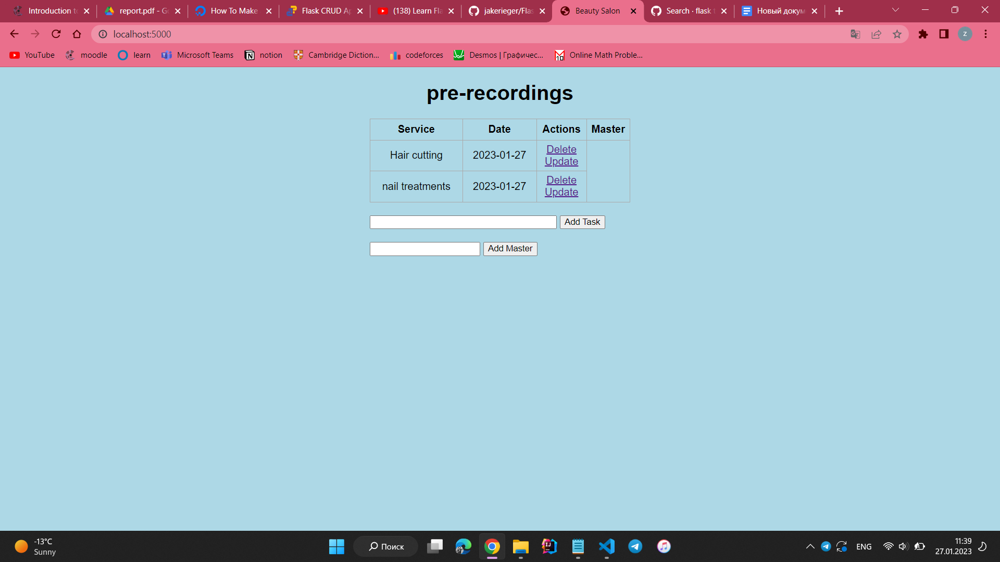 Introduction to
report.pdf - Go
How To Make
Flask CRUD Ap
(138) Learn Fla
jakerieger/Flas
Beauty Salon
Search · flask t
Новый докум
localhost:5000
Z
YouTube
moodle
learn
Microsoft Teams
notion
Cambridge Diction...
codeforces
Desmos | Графичес...
Online Math Proble...
pre-recordings
Service Date Actions Master
Hair cutting 2023-01-27 Delete
Update
nail treatments 2023-01-27 Delete
Update
Add Task
Add Master
-13°C
Sunny
Поиск
ENG
11:39
27.01.2023